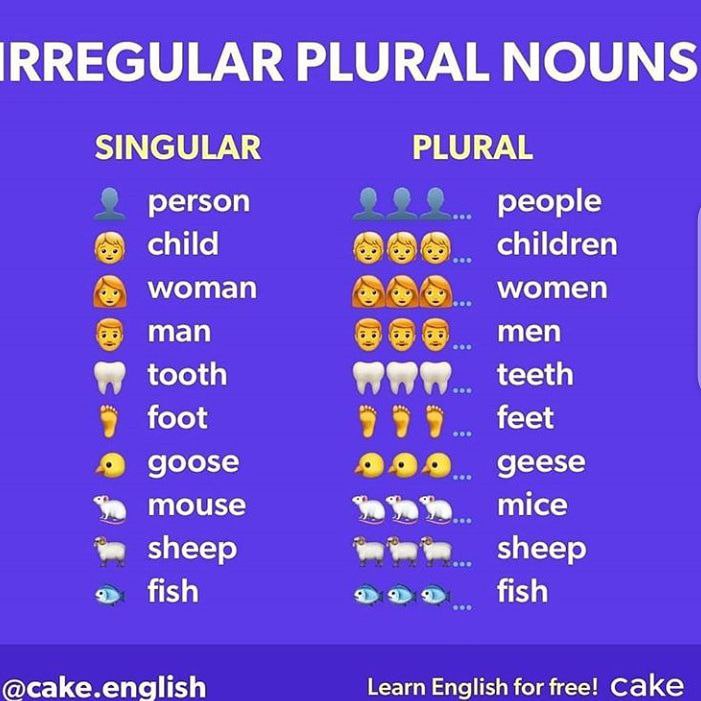 IRREGULAR PLURAL NOUNS
SINGULAR PLURAL
person ... people
child ... children
woman ... women
man ... men
tooth ... teeth
foot ... feet
goose ... geese
mouse ... mice
sheep ... sheep
fish ... fish
@cake.english Learn English for free! cake